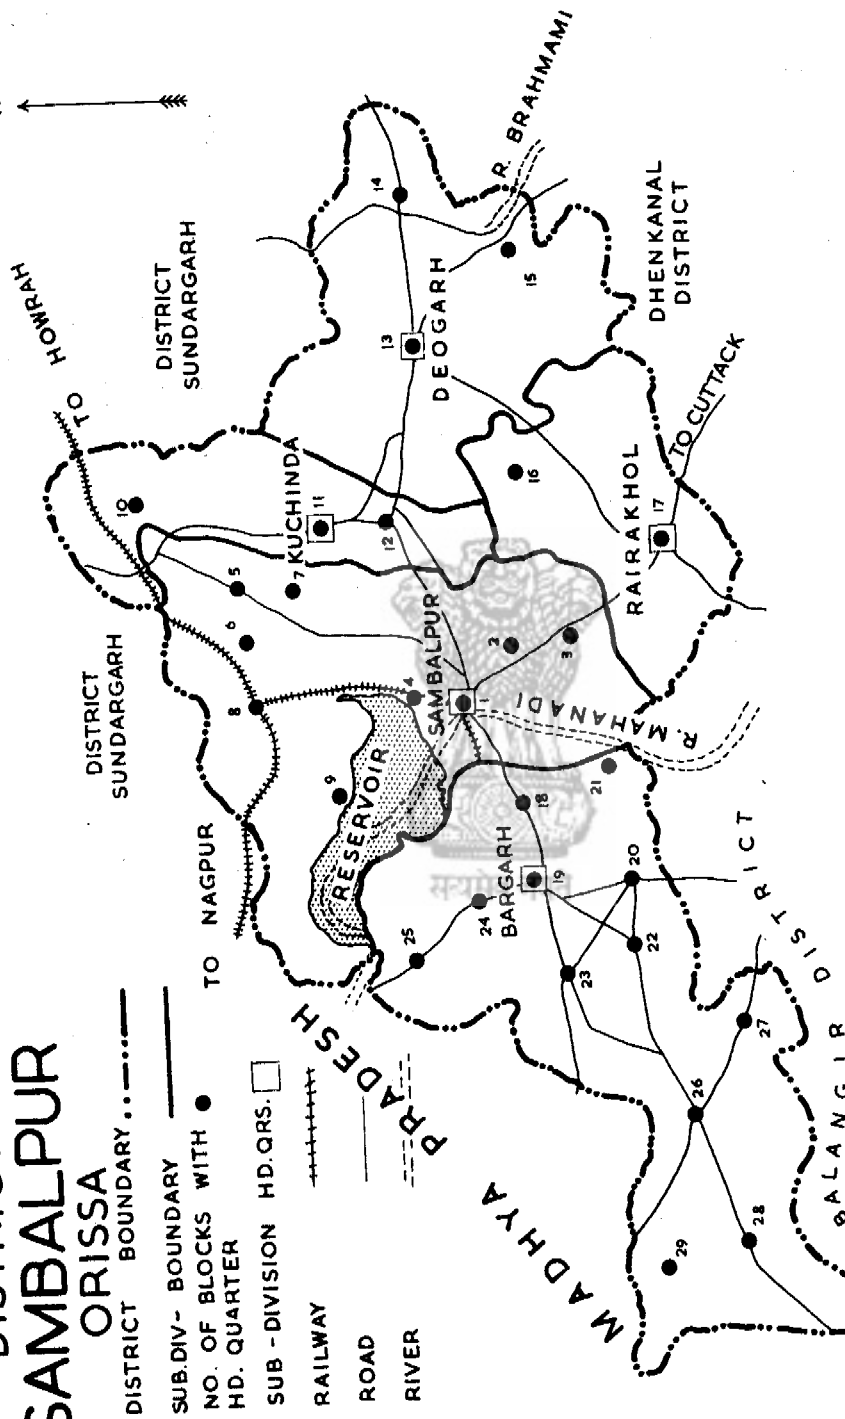 SAMBALPUR
ORISSA
DISTRICT BOUNDARY
SUB.DIV- BOUNDARY
NO. OF BLOCKS WITH
HD. QUARTER
SUB-DIVISION HD.QRS.
RAILWAY
ROAD
RIVER
TO HOWRAH
DISTRICT
SUNDARGARH
DISTRICT
SUNDARGARH
TO NAGPUR
R. BRAHMAMI
DHENKANAL
DISTRICT
TO CUTTACK
KUCHINDA
DEOGARH
RAIRAKHOL
SAMBALPUR
RESERVOIR
R. MAHANADI
BARGARH
MADHYA PRADESH
BALANGIR DISTRICT
सत्यमेव जयते
1
2
3
4
5
6
7
8
9
10
11
12
13
14
15
16
17
18
19
20
21
22
23
24
25
26
27
28
29